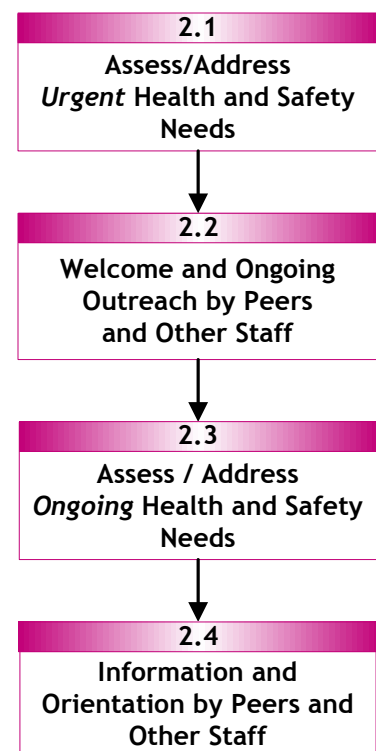 2.1
Assess/Address
Urgent Health and Safety
Needs
2.2
Welcome and Ongoing
Outreach by Peers
and Other Staff
2.3
Assess / Address
Ongoing Health and Safety
Needs
2.4
Information and
Orientation by Peers and
Other Staff